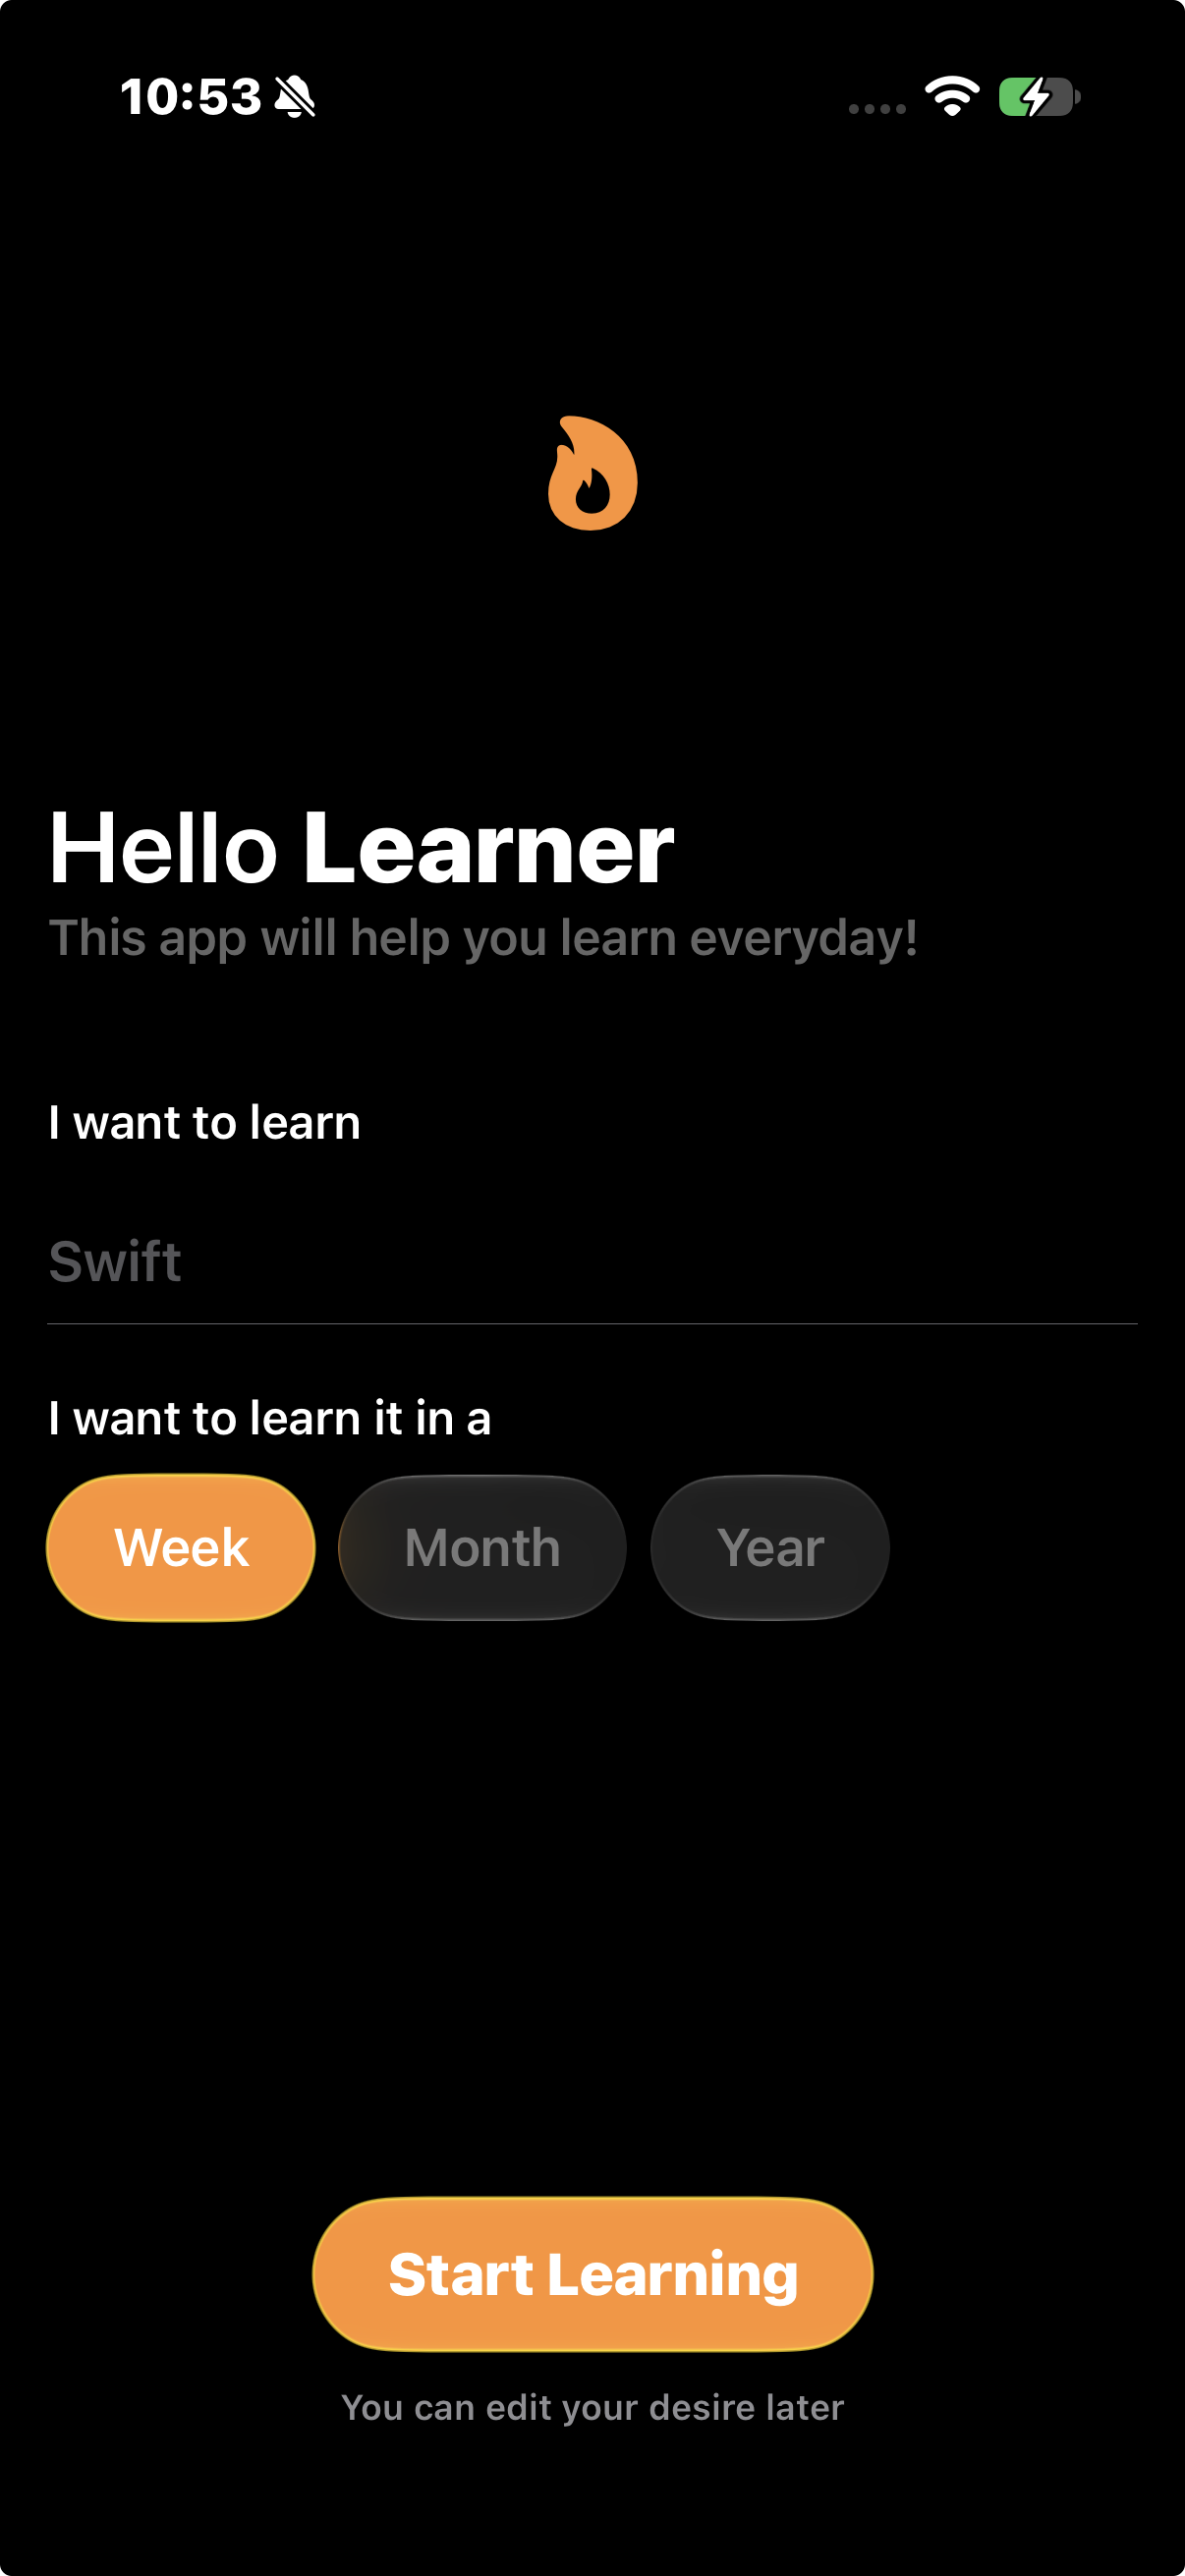 10:53
Hello Learner
This app will help you learn everyday!
I want to learn
Swift
I want to learn it in a
Week Month Year
Start Learning
You can edit your desire later